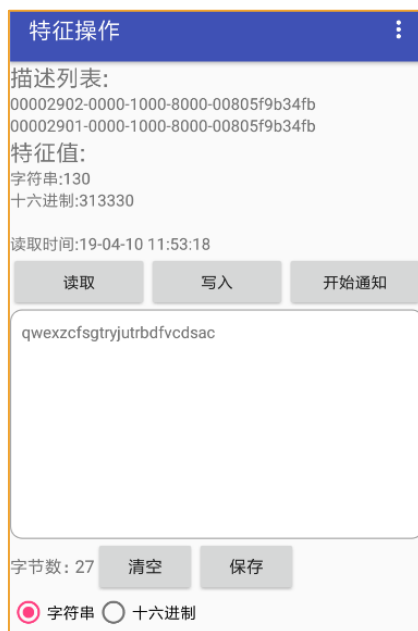 特征操作
描述列表:
00002902-0000-1000-8000-00805f9b34fb
00002901-0000-1000-8000-00805f9b34fb
特征值:
字符串:130
十六进制:313330
读取时间:19-04-10 11:53:18
读取 写入 开始通知
qwexzcfsgtryjutrbdfvcdsac
字节数: 27 清空 保存
字符串 十六进制